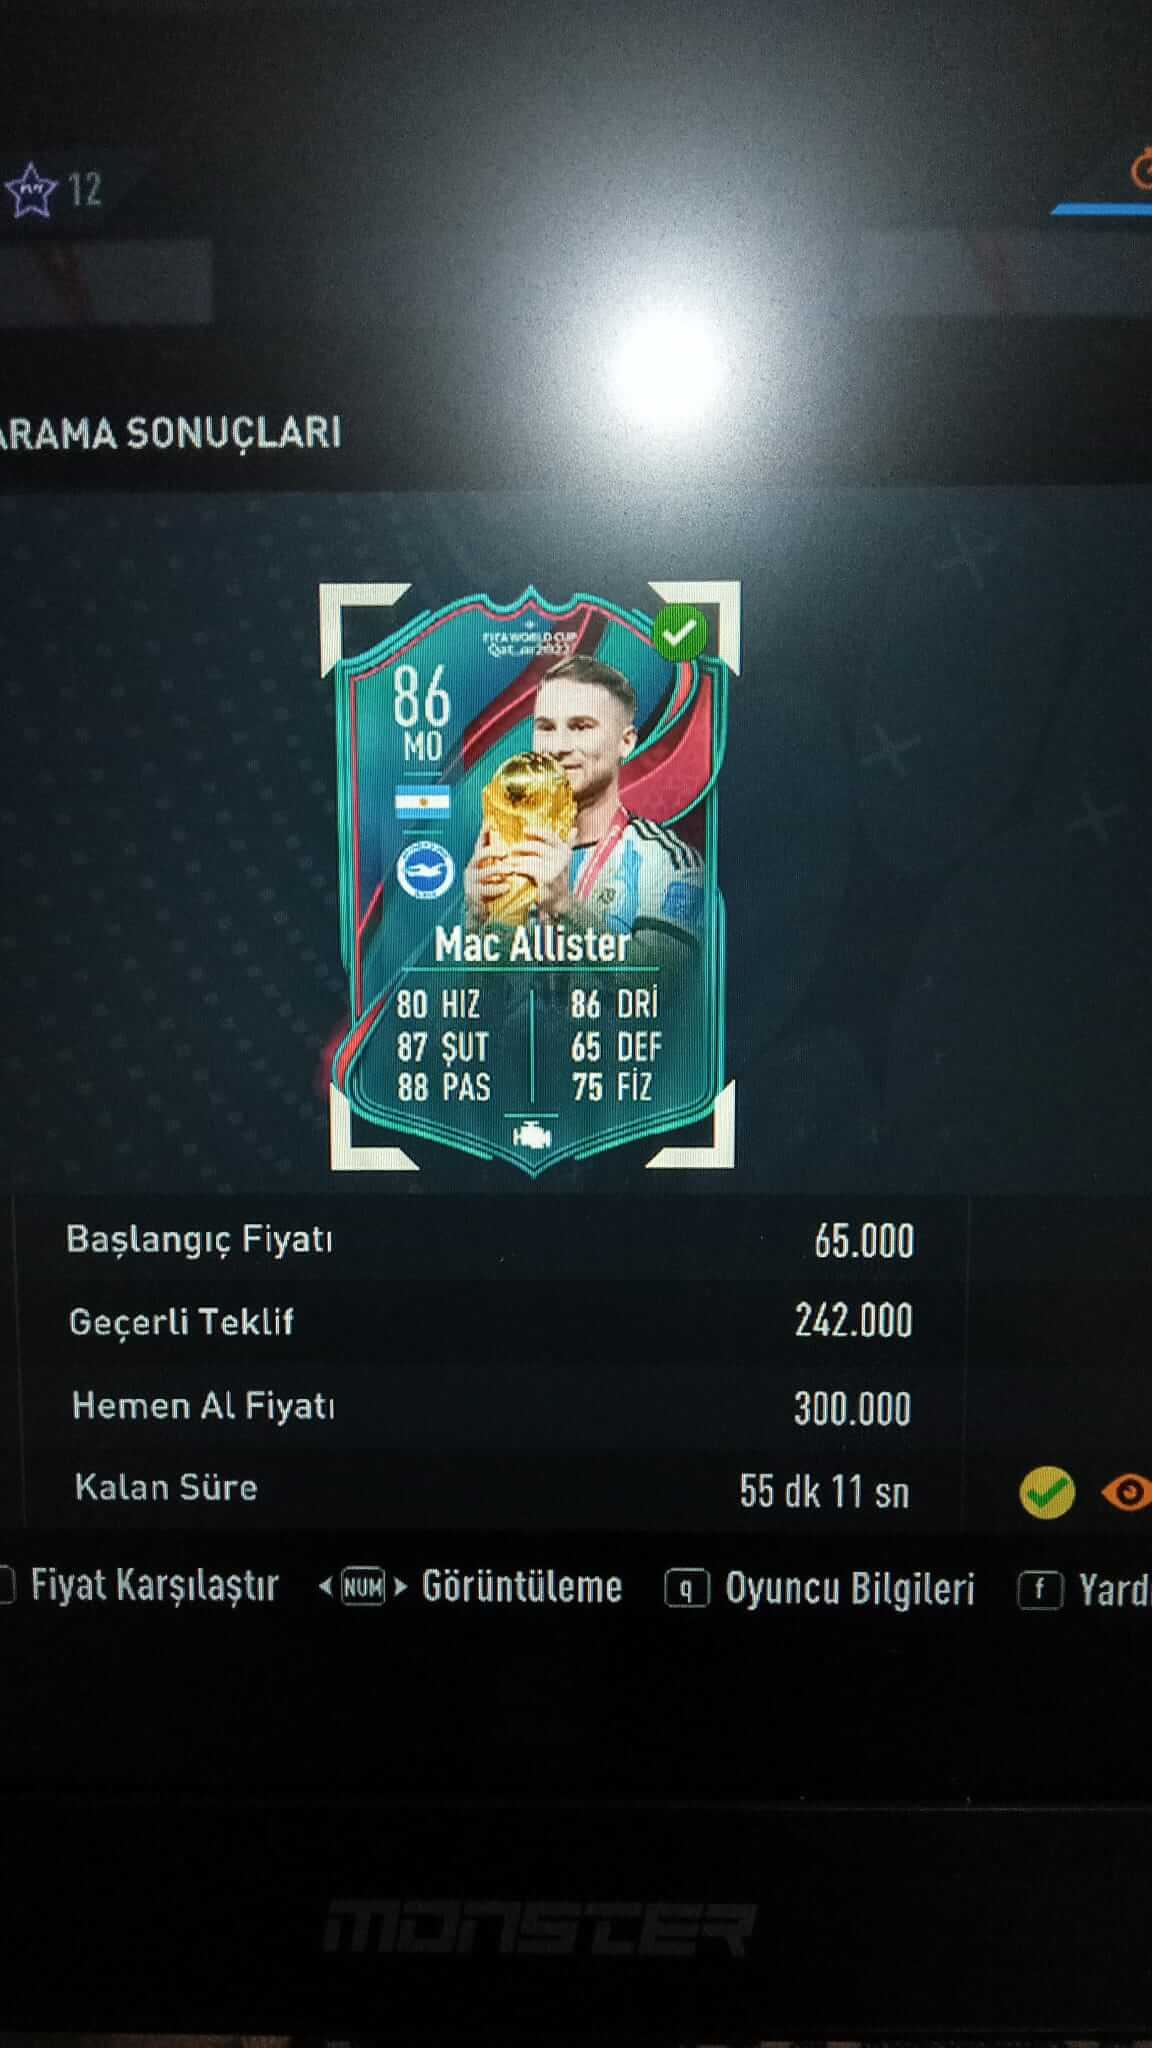 12
ARAMA SONUÇLARI
FIFA WORLD CUP
Qatar2022
86
MO
Mac Allister
80 HIZ 86 DRİ
87 ŞUT 65 DEF
88 PAS 75 FİZ
Başlangıç Fiyatı 65.000
Geçerli Teklif 242.000
Hemen Al Fiyatı 300.000
Kalan Süre 55 dk 11 sn
Fiyat Karşılaştır NUM Görüntüleme q Oyuncu Bilgileri f Yardı
MONSTER